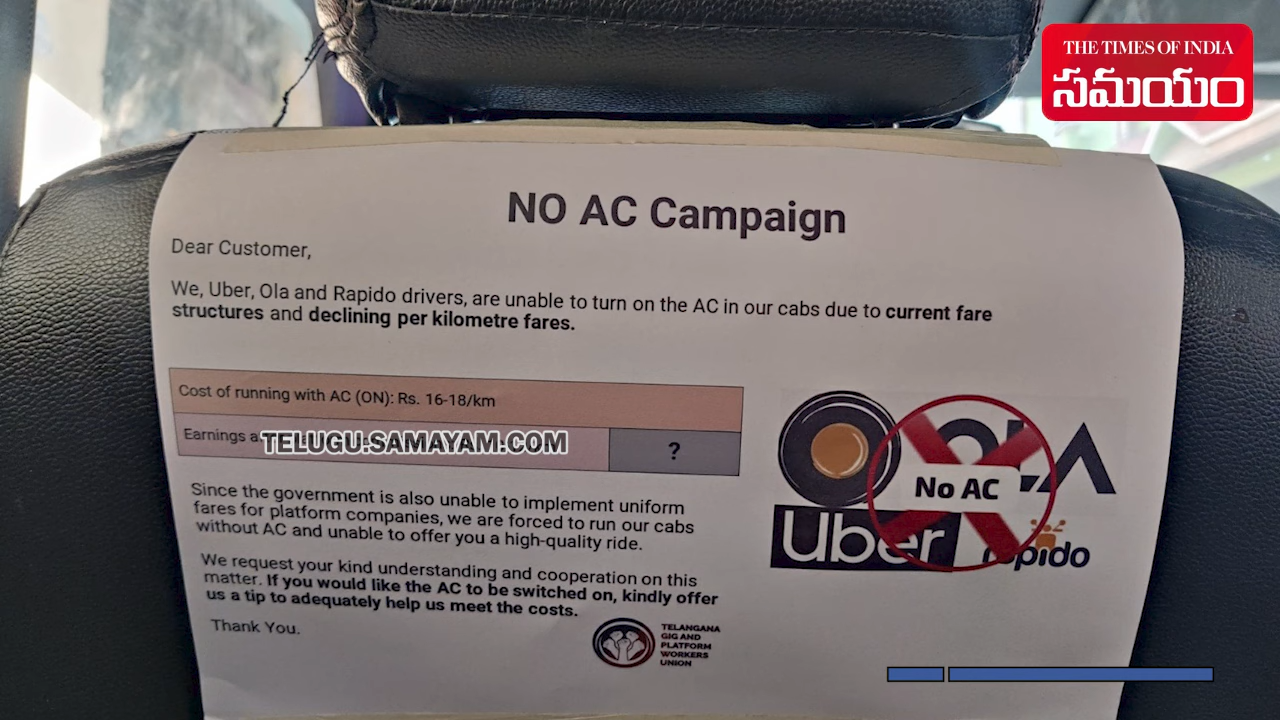 THE TIMES OF INDIA
సమయం
NO AC Campaign
Dear Customer,
We, Uber, Ola and Rapido drivers, are unable to turn on the AC in our cabs due to current fare
structures and declining per kilometre fares.
Cost of running with AC (ON): Rs. 16-18/km
Earnings
TELUGU.SAMAYAM.COM
?
Since the government is also unable to implement uniform
fares for platform companies, we are forced to run our cabs
without AC and unable to offer you a high-quality ride.
We request your kind understanding and cooperation on this
matter. If you would like the AC to be switched on, kindly offer
us a tip to adequately help us meet the costs.
Thank You.
OLA
No AC
Uber
rapido
TELANGANA
GIG AND
PLATFORM
WORKERS
UNION